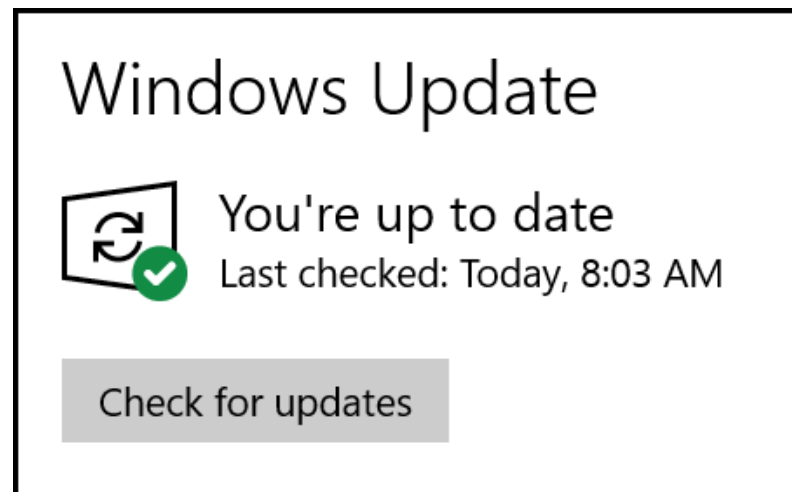 Windows Update
You're up to date
Last checked: Today, 8:03 AM
Check for updates